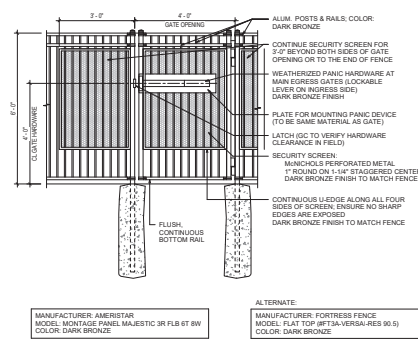 3' - 0"
4' - 0"
GATE OPENING
6' - 0"
4' - 0"
CL GATE HARDWARE
ALUM. POSTS & RAILS; COLOR:
DARK BRONZE
CONTINUE SECURITY SCREEN FOR
3'-0" BEYOND BOTH SIDES OF GATE
OPENING OR TO THE END OF FENCE
WEATHERIZED PANIC HARDWARE AT
MAIN EGRESS GATES (LOCKABLE
LEVER ON INGRESS SIDE)
DARK BRONZE FINISH
PLATE FOR MOUNTING PANIC DEVICE
(TO BE SAME MATERIAL AS GATE)
LATCH (GC TO VERIFY HARDWARE
CLEARANCE IN FIELD)
SECURITY SCREEN:
McNICHOLS PERFORATED METAL
1" ROUND ON 1-1/4" STAGGERED CENTER
DARK BRONZE FINISH TO MATCH FENCE
CONTINUOUS U-EDGE ALONG ALL FOUR
SIDES OF SCREEN; ENSURE NO SHARP
EDGES ARE EXPOSED
DARK BRONZE FINISH TO MATCH FENCE
FLUSH,
CONTINUOUS
BOTTOM RAIL
MANUFACTURER: AMERISTAR
MODEL: MONTAGE PANEL MAJESTIC 3R FLB 6T 8W
COLOR: DARK BRONZE
ALTERNATE:
MANUFACTURER: FORTRESS FENCE
MODEL: FLAT TOP (#FT3A-VERSAI-RES 90.5)
COLOR: DARK BRONZE